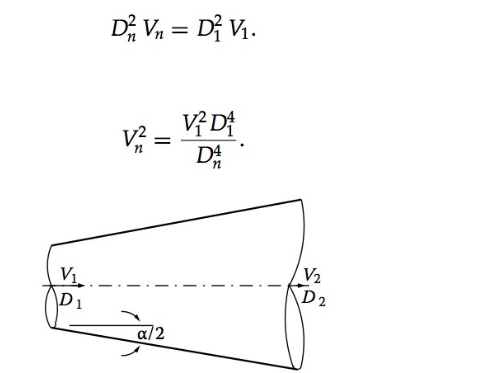 D_n^2 V_n = D_1^2 V_1.
V_n^2 = \frac{V_1^2 D_1^4}{D_n^4}.
V_1
V_2
D_1
D_2
α/2